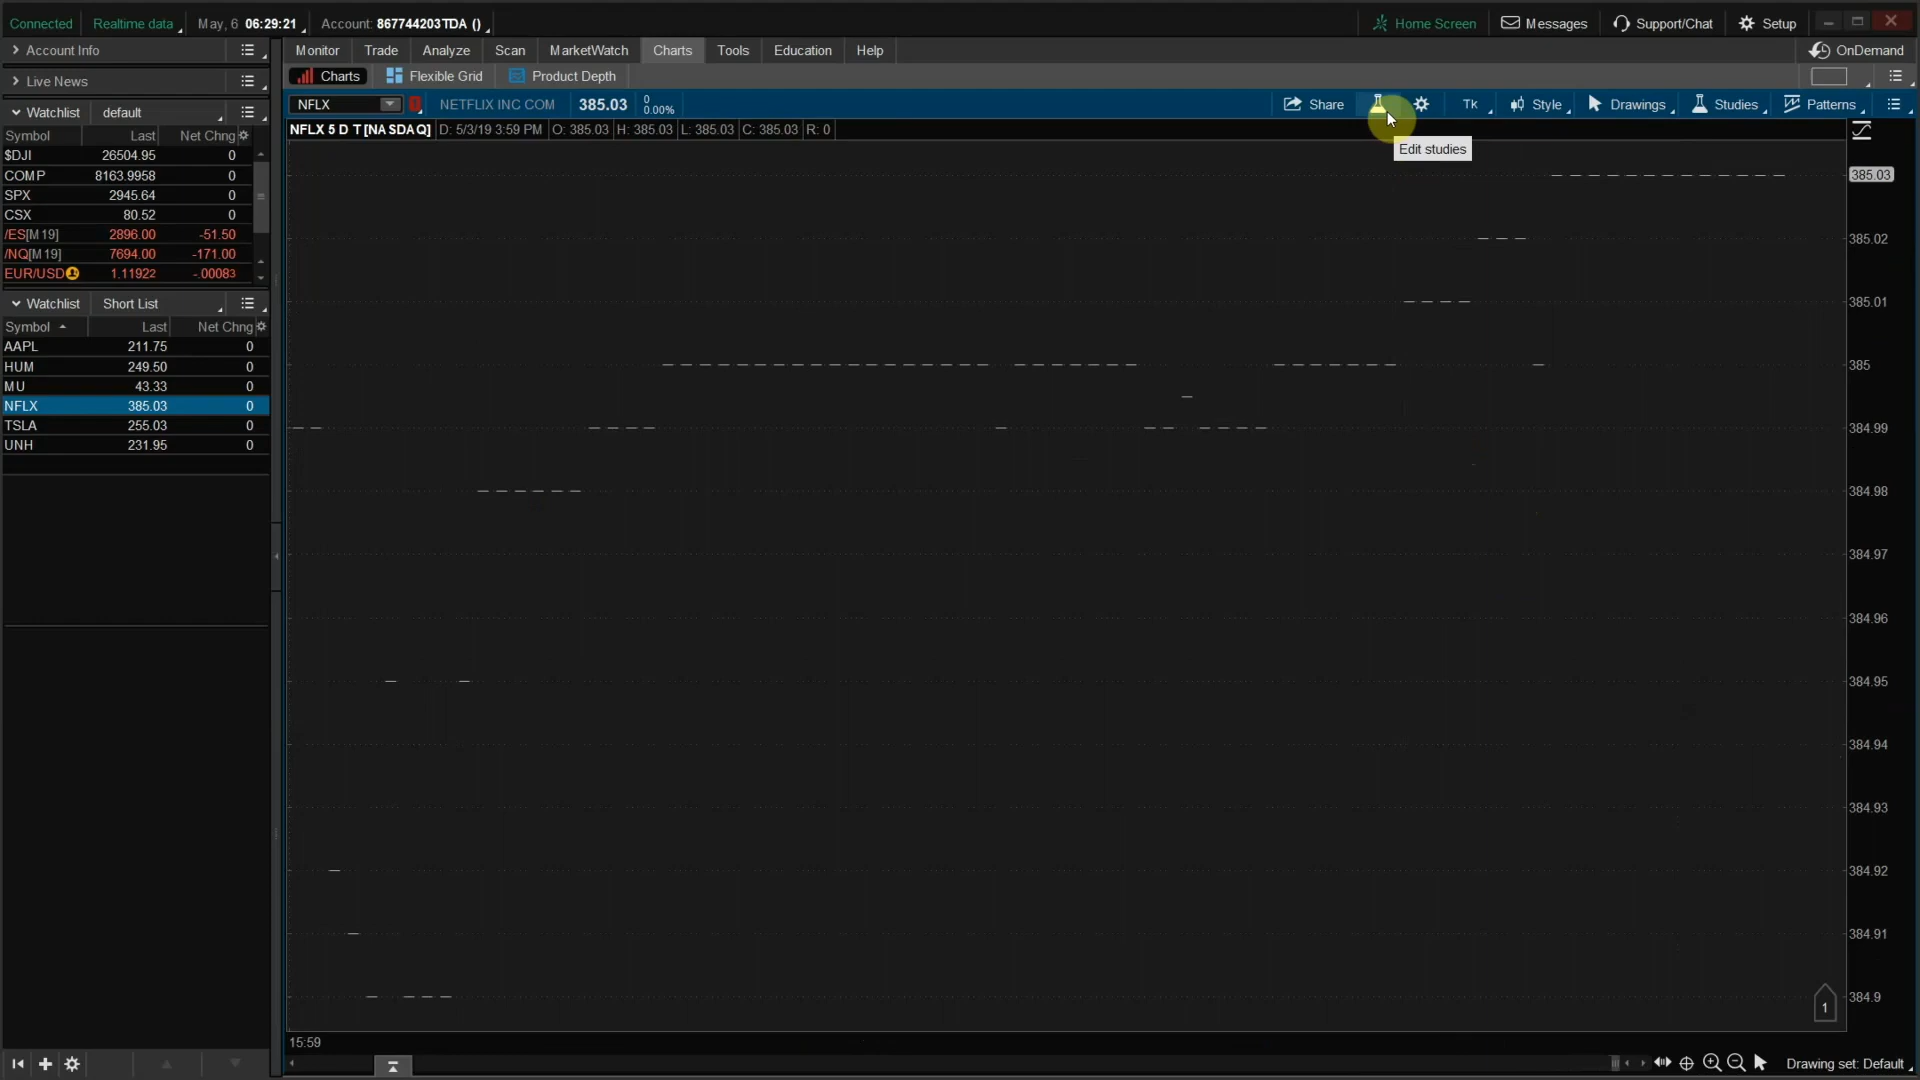 Connected Realtime data May, 6 06:29:21 Account: 867744203TDA () Home Screen Messages Support/Chat Setup
Account Info Monitor Trade Analyze Scan MarketWatch Charts Tools Education Help OnDemand
Live News Charts Flexible Grid Product Depth
Watchlist default NFLX NETFLIX INC COM 385.03 0 0.00% Share Tk Style Drawings Studies Patterns
NFLX 5 D T [NASDAQ] D: 5/3/19 3:59 PM O: 385.03 H: 385.03 L: 385.03 C: 385.03 R: 0
Edit studies
Symbol Last Net Chng
$DJI 26504.95 0
COMP 8163.9958 0
SPX 2945.64 0
CSX 80.52 0
/ES[M19] 2896.00 -51.50
/NQ[M19] 7694.00 -171.00
EUR/USD 1.11922 -.00083
Watchlist Short List
Symbol Last Net Chng
AAPL 211.75 0
HUM 249.50 0
MU 43.33 0
NFLX 385.03 0
TSLA 255.03 0
UNH 231.95 0
385.03
385.02
385.01
385
384.99
384.98
384.97
384.96
384.95
384.94
384.93
384.92
384.91
384.9
1
15:59
Drawing set: Default